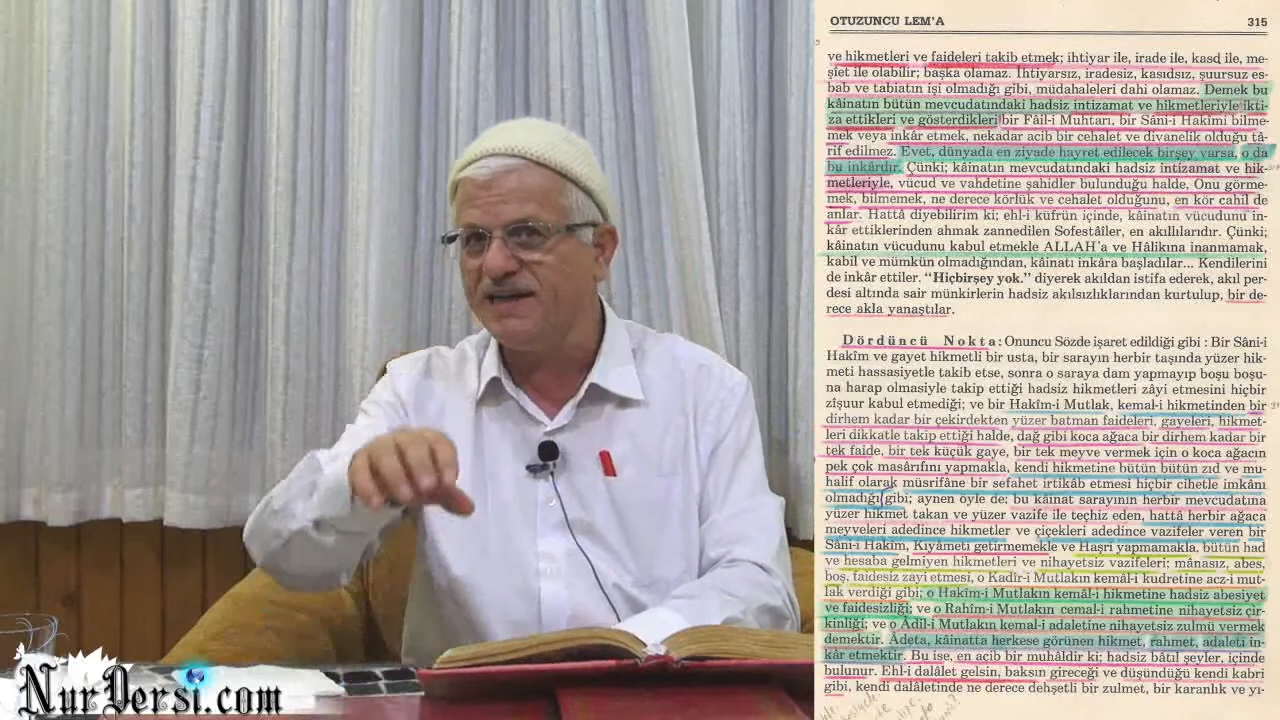 OTUZUNCU LEM'A 315
ve hikmetleri ve faideleri takib etmek; ihtiyar ile, irade ile, kasd ile, me-
şiet ile olabilir; başka olamaz. İhtiyarsız, iradesiz, kasıdsız, şuursuz es-
bab ve tabiatın işi olmadığı gibi, müdahaleleri dahi olamaz. Demek bu
kâinatın bütün mevcudatındaki hadsiz intizamat ve hikmetleriyle ikti-
za ettikleri ve gösterdikleri bir Fâil-i Muhtarı, bir Sâni-i Hakîmi bilme-
mek veya inkâr etmek, nekadar acib bir cehalet ve divanelik olduğu tâ-
rif edilmez. Evet, dünyada en ziyade hayret edilecek birşey varsa, o da
bu inkârdır. Çünki; kâinatın mevcudatındaki hadsiz intizamat ve hik-
metleriyle, vücud ve vahdetine şahidler bulunduğu halde, Onu görme-
mek, bilmemek, ne derece körlük ve cehalet olduğunu, en kör cahil de
anlar. Hattâ diyebilirim ki; ehl-i küfrün içinde, kâinatın vücudunu in-
kâr ettiklerinden ahmak zannedilen Sofestâiler, en akıllılarıdır. Çünki;
kâinatın vücudunu kabul etmekle ALLAH'a ve Hâlikına inanmamak,
kabil ve mümkün olmadığından, kâinatı inkâra başladılar... Kendilerini
de inkâr ettiler. "Hiçbirşey yok." diyerek akıldan istifa ederek, akıl per-
desi altında sair münkirlerin hadsiz akılsızlıklarından kurtulup, bir de-
rece akla yanaştılar.
Dördüncü Nokta: Onuncu Sözde işaret edildiği gibi: Bir Sâni-i
Hakîm ve gayet hikmetli bir usta, bir sarayın herbir taşında yüzer hik-
meti hassasiyetle takib etse, sonra o saraya dam yapmayıp boşu boşu-
na harap olmasiyle takip ettiği hadsiz hikmetleri zâyi etmesini hiçbir
zîşuur kabul etmediği; ve bir Hakîm-i Mutlak, kemal-i hikmetinden bir
dirhem kadar bir çekirdekten yüzer batman faideleri, gayeleri, hikmet-
leri dikkatle takip ettiği halde, dağ gibi koca ağaca bir dirhem kadar bir
tek faide, bir tek küçük gaye, bir tek meyve vermek için o koca ağacın
pek çok masarıfını yapmakla, kendi hikmetine bütün bütün zıd ve mu-
halif olarak müsrifâne bir sefahet irtikâb etmesi hiçbir cihetle imkânı
olmadığı gibi; aynen öyle de; bu kâinat sarayının herbir mevcudatına
yüzer hikmet takan ve yüzer vazife ile teçhiz eden, hattâ herbir ağaca
meyveleri adedince hikmetler ve çiçekleri adedince vazifeler veren bir
Sâni-i Hakîm, Kıyâmeti getirmemekle ve Haşri yapmamakla, bütün had
ve hesaba gelmiyen hikmetleri ve nihayetsiz vazifeleri; mânasız, abes,
boş, faidesiz zayi etmesi, o Kadîr-i Mutlakın kemâl-i kudretine acz-i mut-
lak verdiği gibi; o Hakîm-i Mutlakın kemâl-i hikmetine hadsiz abesiyet
ve faidesizliği; ve o Rahîm-i Mutlakın cemal-i rahmetine nihayetsiz çir-
kinliği; ve o Âdil-i Mutlakın kemal-i adaletine nihayetsiz zulmü vermek
demektir. Âdeta, kâinatta herkese görünen hikmet, rahmet, adaleti in-
kâr etmektir. Bu ise, en acib bir muhâldir ki; hadsiz bâtıl şeyler, içinde
bulunur. Ehl-i dalâlet gelsin, baksın gireceği ve düşündüğü kendi kabri
gibi, kendi dalâletinde ne derece dehşetli bir zulmet, bir karanlık ve yı-
NurDersi.com